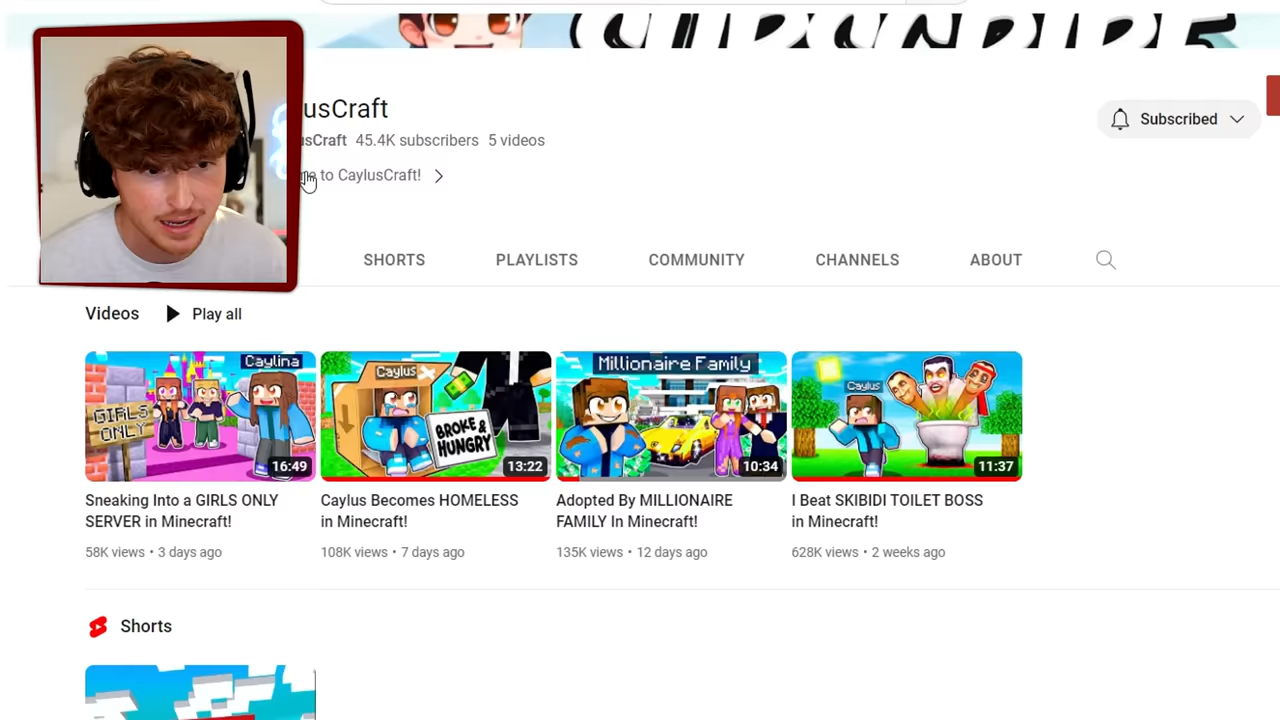 usCraft
usCraft 45.4K subscribers 5 videos
to CaylusCraft!
Subscribed
SHORTS PLAYLISTS COMMUNITY CHANNELS ABOUT
Videos Play all
Caylina
GIRLS
ONLY
16:49
Caylus
BROKE &
HUNGRY
13:22
Millionaire Family
10:34
Caylus
11:37
Sneaking Into a GIRLS ONLY
SERVER in Minecraft!
58K views • 3 days ago
Caylus Becomes HOMELESS
in Minecraft!
108K views • 7 days ago
Adopted By MILLIONAIRE
FAMILY In Minecraft!
135K views • 12 days ago
I Beat SKIBIDI TOILET BOSS
in Minecraft!
628K views • 2 weeks ago
Shorts